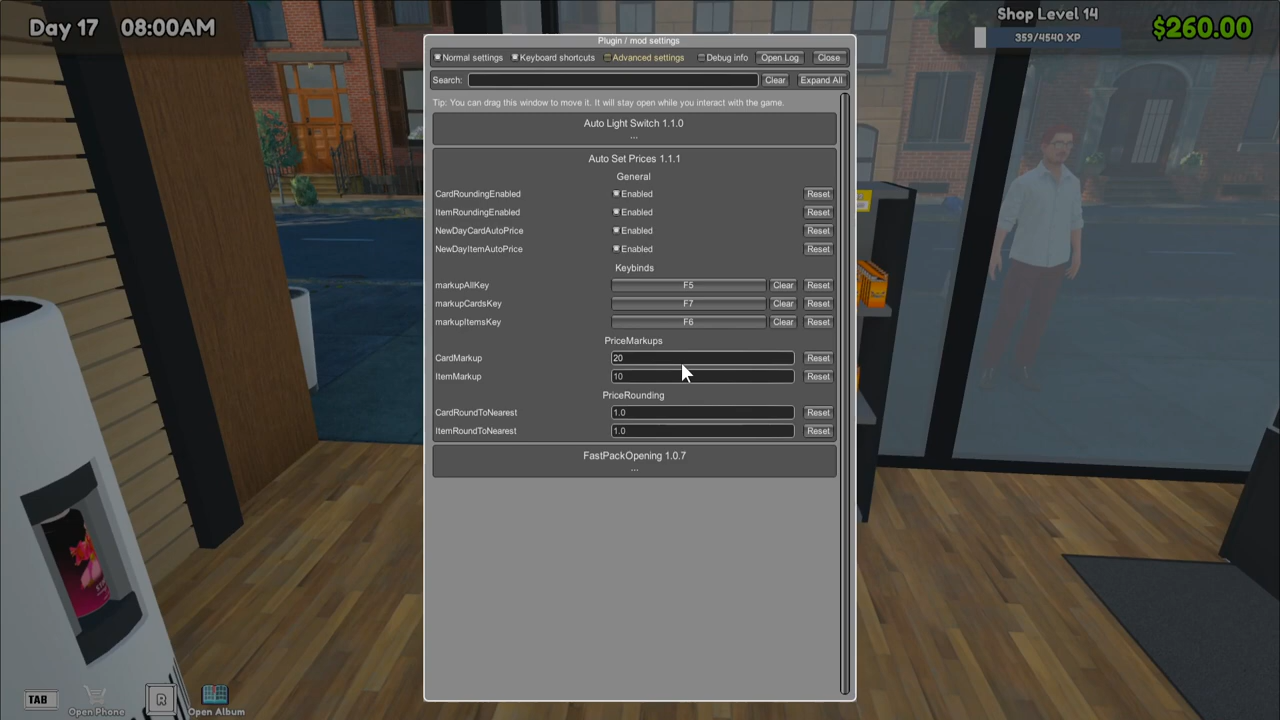 Day 17 08:00AM
Shop Level 14
359/4540 XP
$260.00
Plugin / mod settings
Normal settings Keyboard shortcuts Advanced settings Debug info Open Log Close
Search: Clear Expand All
Tip: You can drag this window to move it. It will stay open while you interact with the game.
Auto Light Switch 1.1.0
...
Auto Set Prices 1.1.1
General
CardRoundingEnabled Enabled Reset
ItemRoundingEnabled Enabled Reset
NewDayCardAutoPrice Enabled Reset
NewDayItemAutoPrice Enabled Reset
Keybinds
markupAllKey F5 Clear Reset
markupCardsKey F7 Clear Reset
markupItemsKey F6 Clear Reset
PriceMarkups
CardMarkup 20 Reset
ItemMarkup 10 Reset
PriceRounding
CardRoundToNearest 1.0 Reset
ItemRoundToNearest 1.0 Reset
FastPackOpening 1.0.7
...
TAB Open Phone R Open Album